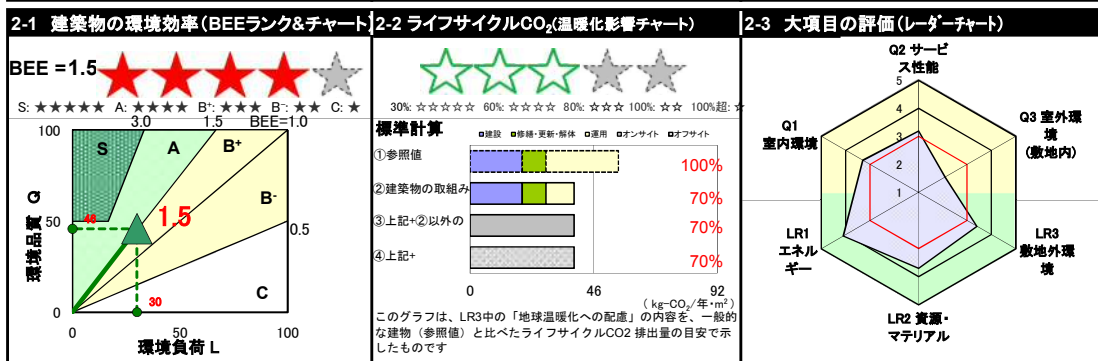 2-1 建築物の環境効率(BEEランク&チャート)
BEE =1.5
S: ★★★★★ A: ★★★★ B⁺: ★★★ B⁻: ★★ C: ★
3.0 1.5 BEE=1.0
100
S A B⁺
B⁻
環境品質 Q
50
46
1.5
0.5
C
30
0
0 50 100
環境負荷 L
2-2 ライフサイクルCO₂(温暖化影響チャート)
30%: ☆☆☆☆☆ 60%: ☆☆☆☆ 80%: ☆☆☆ 100%: ☆☆ 100%超: ☆
標準計算
建設 修繕・更新・解体 運用 オンサイト オフサイト
①参照値 100%
②建築物の取組み 70%
③上記+②以外の 70%
④上記+ 70%
0 46 92
( kg-CO₂/年・m²)
このグラフは、LR3中の「地球温暖化への配慮」の内容を、一般的
な建物(参照値)と比べたライフサイクルCO2 排出量の目安で示
したものです
2-3 大項目の評価(レーダーチャート)
Q2 サービ
ス性能
5
4
3
2
1
Q1
室内環境
Q3 室外環
境
(敷地内)
LR1
エネル
ギー
LR3
敷地外環
境
LR2 資源・
マテリアル